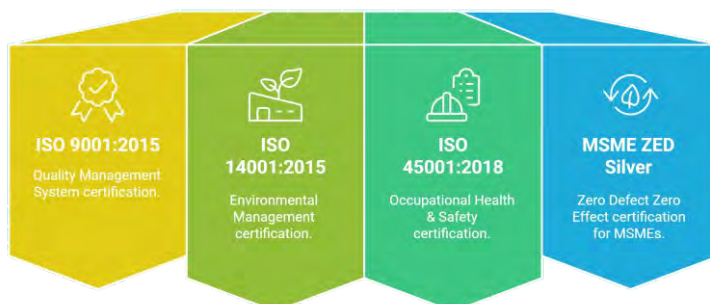 ISO 9001:2015
Quality Management
System certification.
ISO
14001:2015
Environmental
Management
certification.
ISO
45001:2018
Occupational Health
& Safety
certification.
MSME ZED
Silver
Zero Defect Zero
Effect certification
for MSMEs.